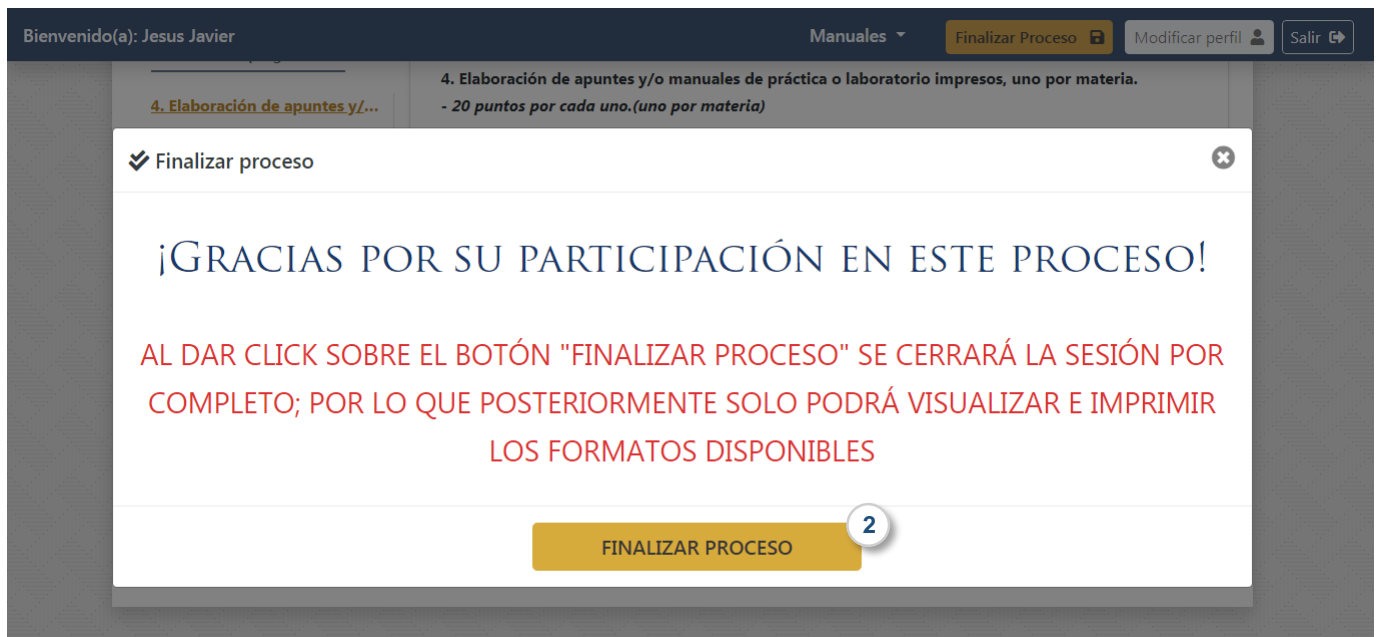 Bienvenido(a): Jesus Javier
Manuales
Finalizar Proceso
Modificar perfil
Salir
4. Elaboración de apuntes y/...
4. Elaboración de apuntes y/o manuales de práctica o laboratorio impresos, uno por materia.
- 20 puntos por cada uno.(uno por materia)
Finalizar proceso
¡Gracias por su participación en este proceso!
AL DAR CLICK SOBRE EL BOTÓN "FINALIZAR PROCESO" SE CERRARÁ LA SESIÓN POR
COMPLETO; POR LO QUE POSTERIORMENTE SOLO PODRÁ VISUALIZAR E IMPRIMIR
LOS FORMATOS DISPONIBLES
FINALIZAR PROCESO
2